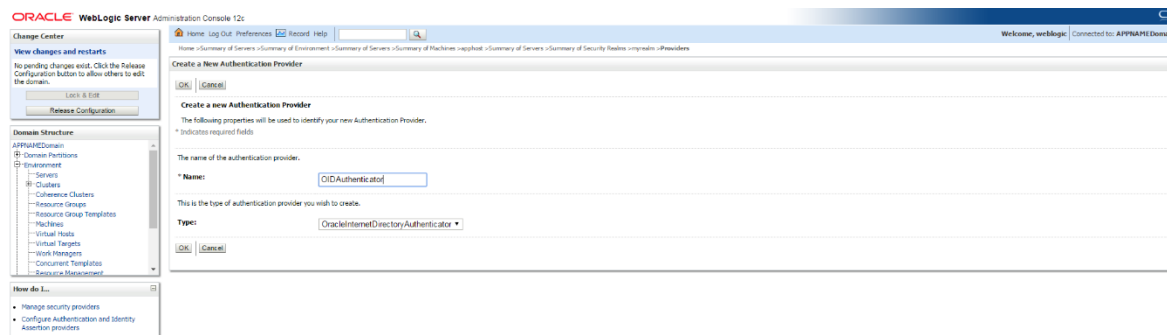 ORACLE WebLogic Server Administration Console 12c
Change Center
View changes and restarts
No pending changes exist. Click the Release
Configuration button to allow others to edit
the domain.
Lock & Edit
Release Configuration
Domain Structure
APPNAMEDomain
Domain Partitions
Environment
Servers
Clusters
Coherence Clusters
Resource Groups
Resource Group Templates
Machines
Virtual Hosts
Virtual Targets
Work Managers
Concurrent Templates
Resource Management
How do I...
Manage security providers
Configure Authentication and Identity
Assertion providers
Home Log Out Preferences Record Help
Welcome, weblogic Connected to: APPNAMEDoma
Home >Summary of Servers >Summary of Environment >Summary of Servers >Summary of Machines >apphost >Summary of Servers >Summary of Security Realms >myrealm >Providers
Create a New Authentication Provider
OK Cancel
Create a new Authentication Provider
The following properties will be used to identify your new Authentication Provider.
* Indicates required fields
The name of the authentication provider.
* Name: OIDAuthenticator
This is the type of authentication provider you wish to create.
Type: OracleInternetDirectoryAuthenticator
OK Cancel